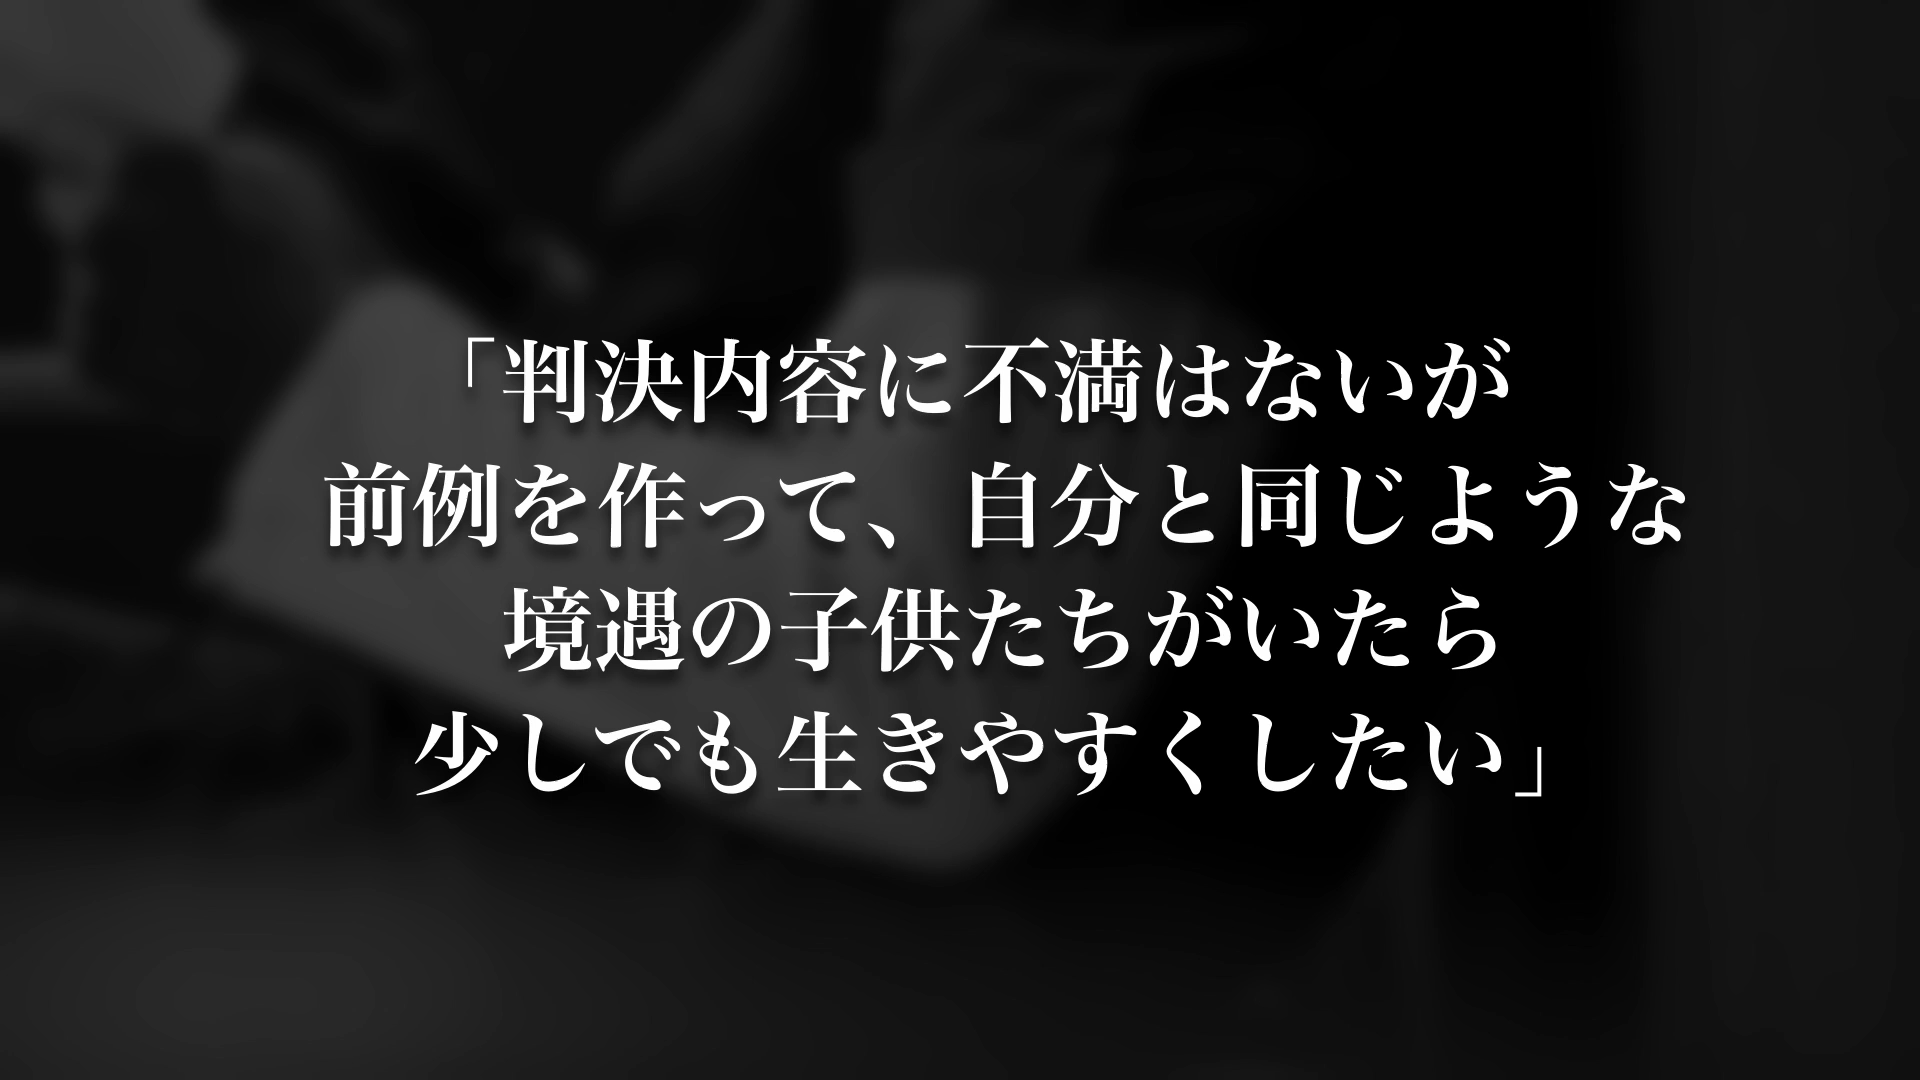 「判決内容に不満はないが
前例を作って、自分と同じような
境遇の子供たちがいたら
少しでも生きやすくしたい」